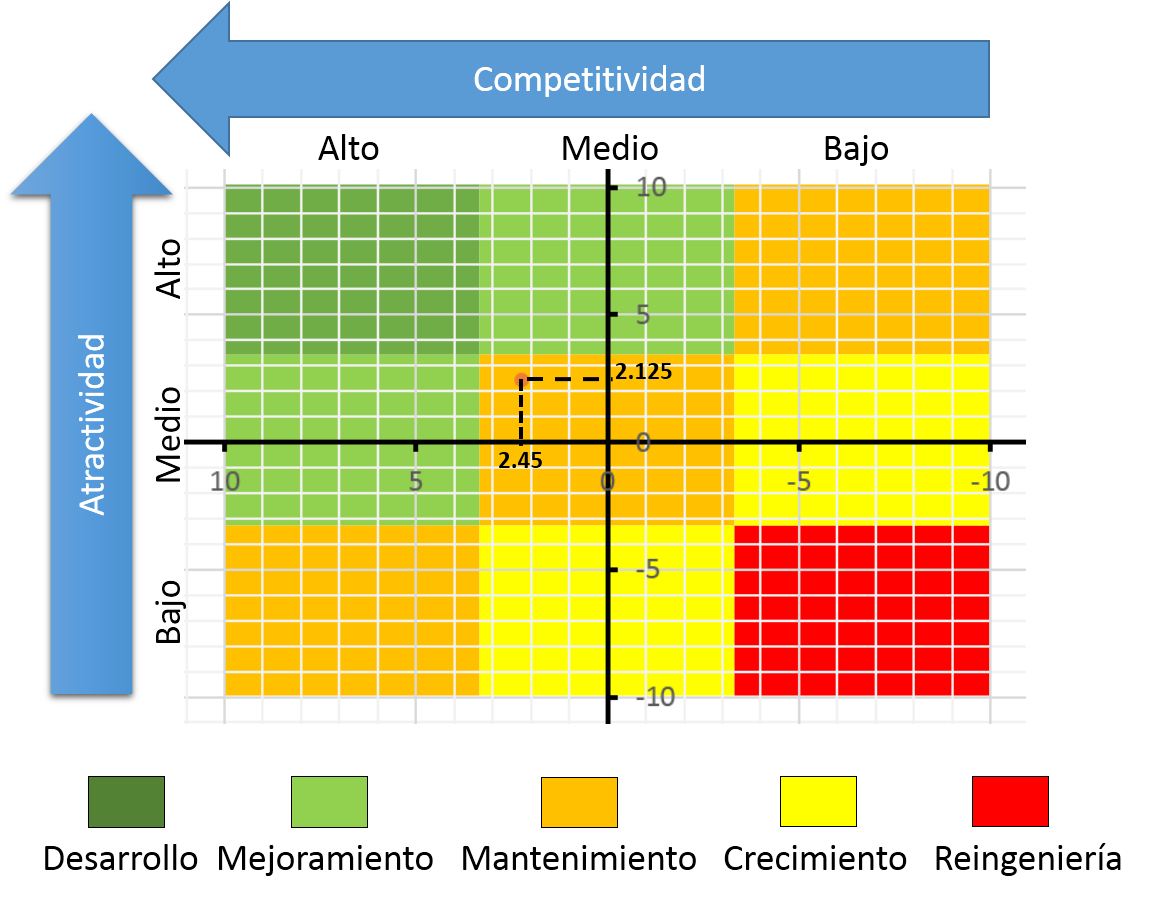 Competitividad
Alto Medio Bajo
Atractividad
Alto
Medio
Bajo
10
5
2.125
0
2.45
10 5 0 -5 -10
-5
-10
Desarrollo Mejoramiento Mantenimiento Crecimiento Reingeniería